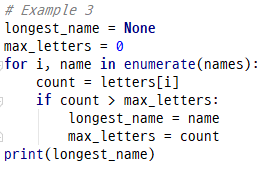 # Example 3
longest_name = None
max_letters = 0
for i, name in enumerate(names):
    count = letters[i]
    if count > max_letters:
        longest_name = name
        max_letters = count
print(longest_name)